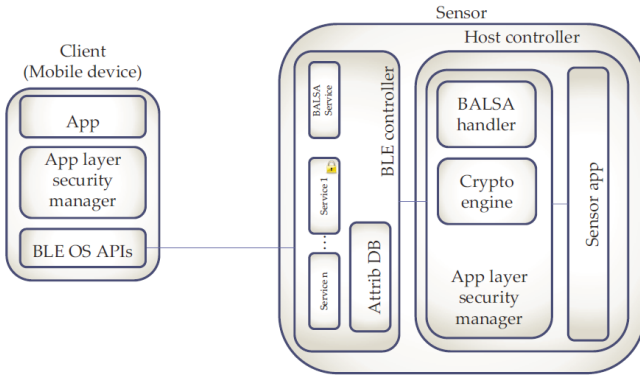 Sensor
Client
(Mobile device)
App
App layer
security
manager
BLE OS APIs
BALSA
Service
Service 1
...
Service n
Attrib DB
BLE controller
Host controller
BALSA
handler
Crypto
engine
App layer
security
manager
Sensor app